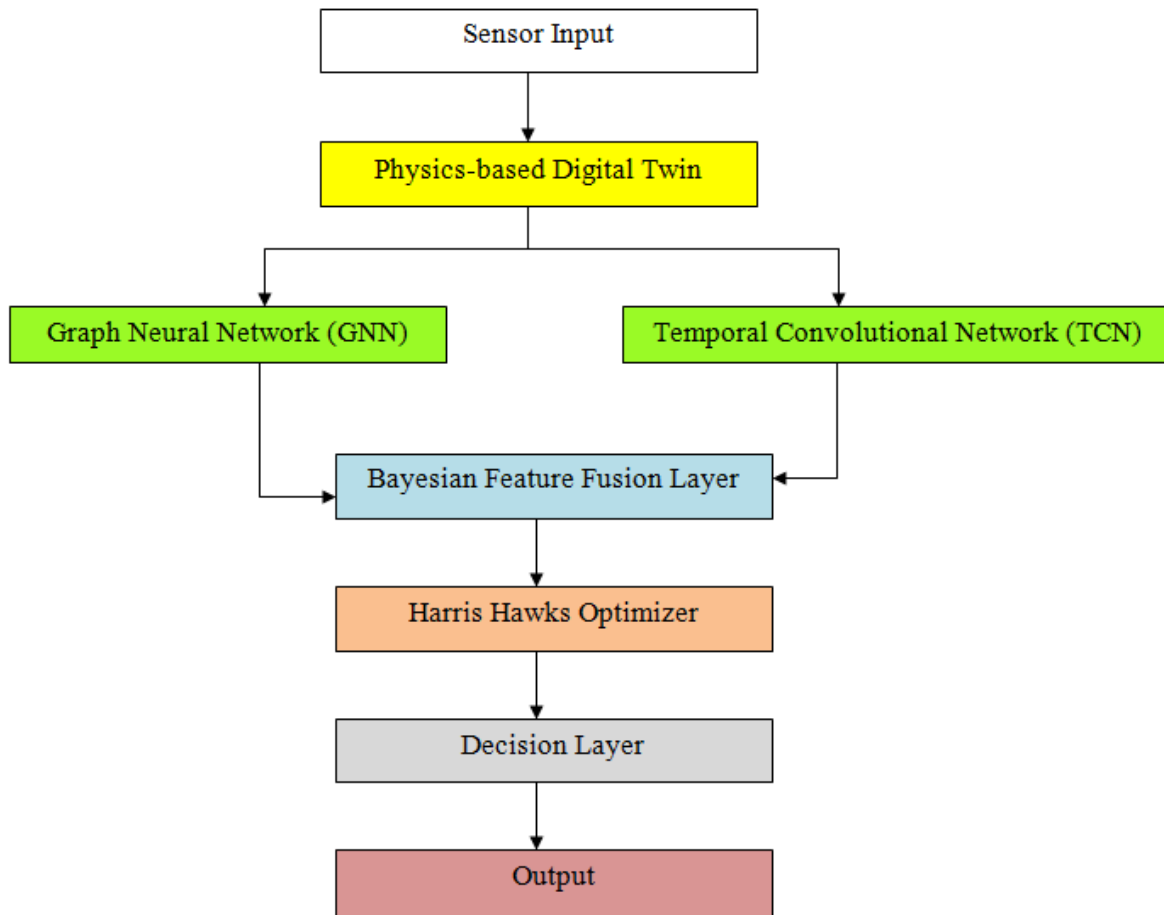 Sensor Input
Physics-based Digital Twin
Graph Neural Network (GNN)
Temporal Convolutional Network (TCN)
Bayesian Feature Fusion Layer
Harris Hawks Optimizer
Decision Layer
Output